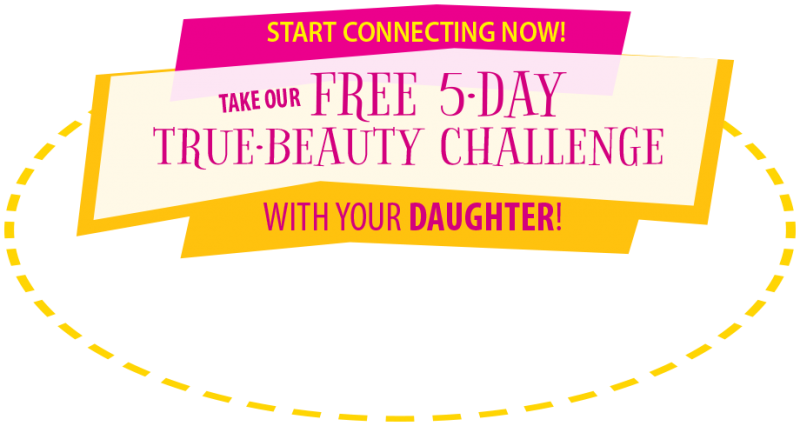 START CONNECTING NOW!
TAKE OUR FREE 5-DAY
TRUE-BEAUTY CHALLENGE
WITH YOUR DAUGHTER!